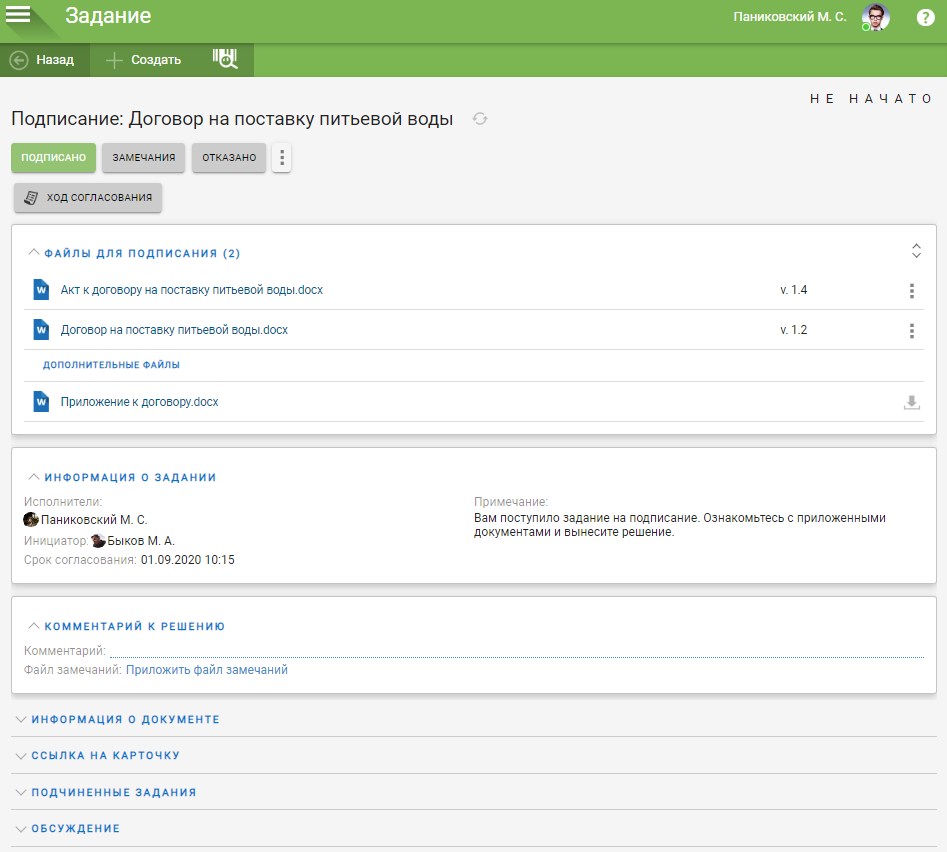 Задание
Паниковский М. С.
?
Назад
Создать
НЕ НАЧАТО
Подписание: Договор на поставку питьевой воды
ПОДПИСАНО
ЗАМЕЧАНИЯ
ОТКАЗАНО
ХОД СОГЛАСОВАНИЯ
ФАЙЛЫ ДЛЯ ПОДПИСАНИЯ (2)
W Акт к договору на поставку питьевой воды.docx v. 1.4
W Договор на поставку питьевой воды.docx v. 1.2
ДОПОЛНИТЕЛЬНЫЕ ФАЙЛЫ
W Приложение к договору.docx
ИНФОРМАЦИЯ О ЗАДАНИИ
Исполнители:
Паниковский М. С.
Инициатор: Быков М. А.
Срок согласования: 01.09.2020 10:15
Примечание:
Вам поступило задание на подписание. Ознакомьтесь с приложенными
документами и вынесите решение.
КОММЕНТАРИЙ К РЕШЕНИЮ
Комментарий:
Файл замечаний: Приложить файл замечаний
ИНФОРМАЦИЯ О ДОКУМЕНТЕ
ССЫЛКА НА КАРТОЧКУ
ПОДЧИНЕННЫЕ ЗАДАНИЯ
ОБСУЖДЕНИЕ